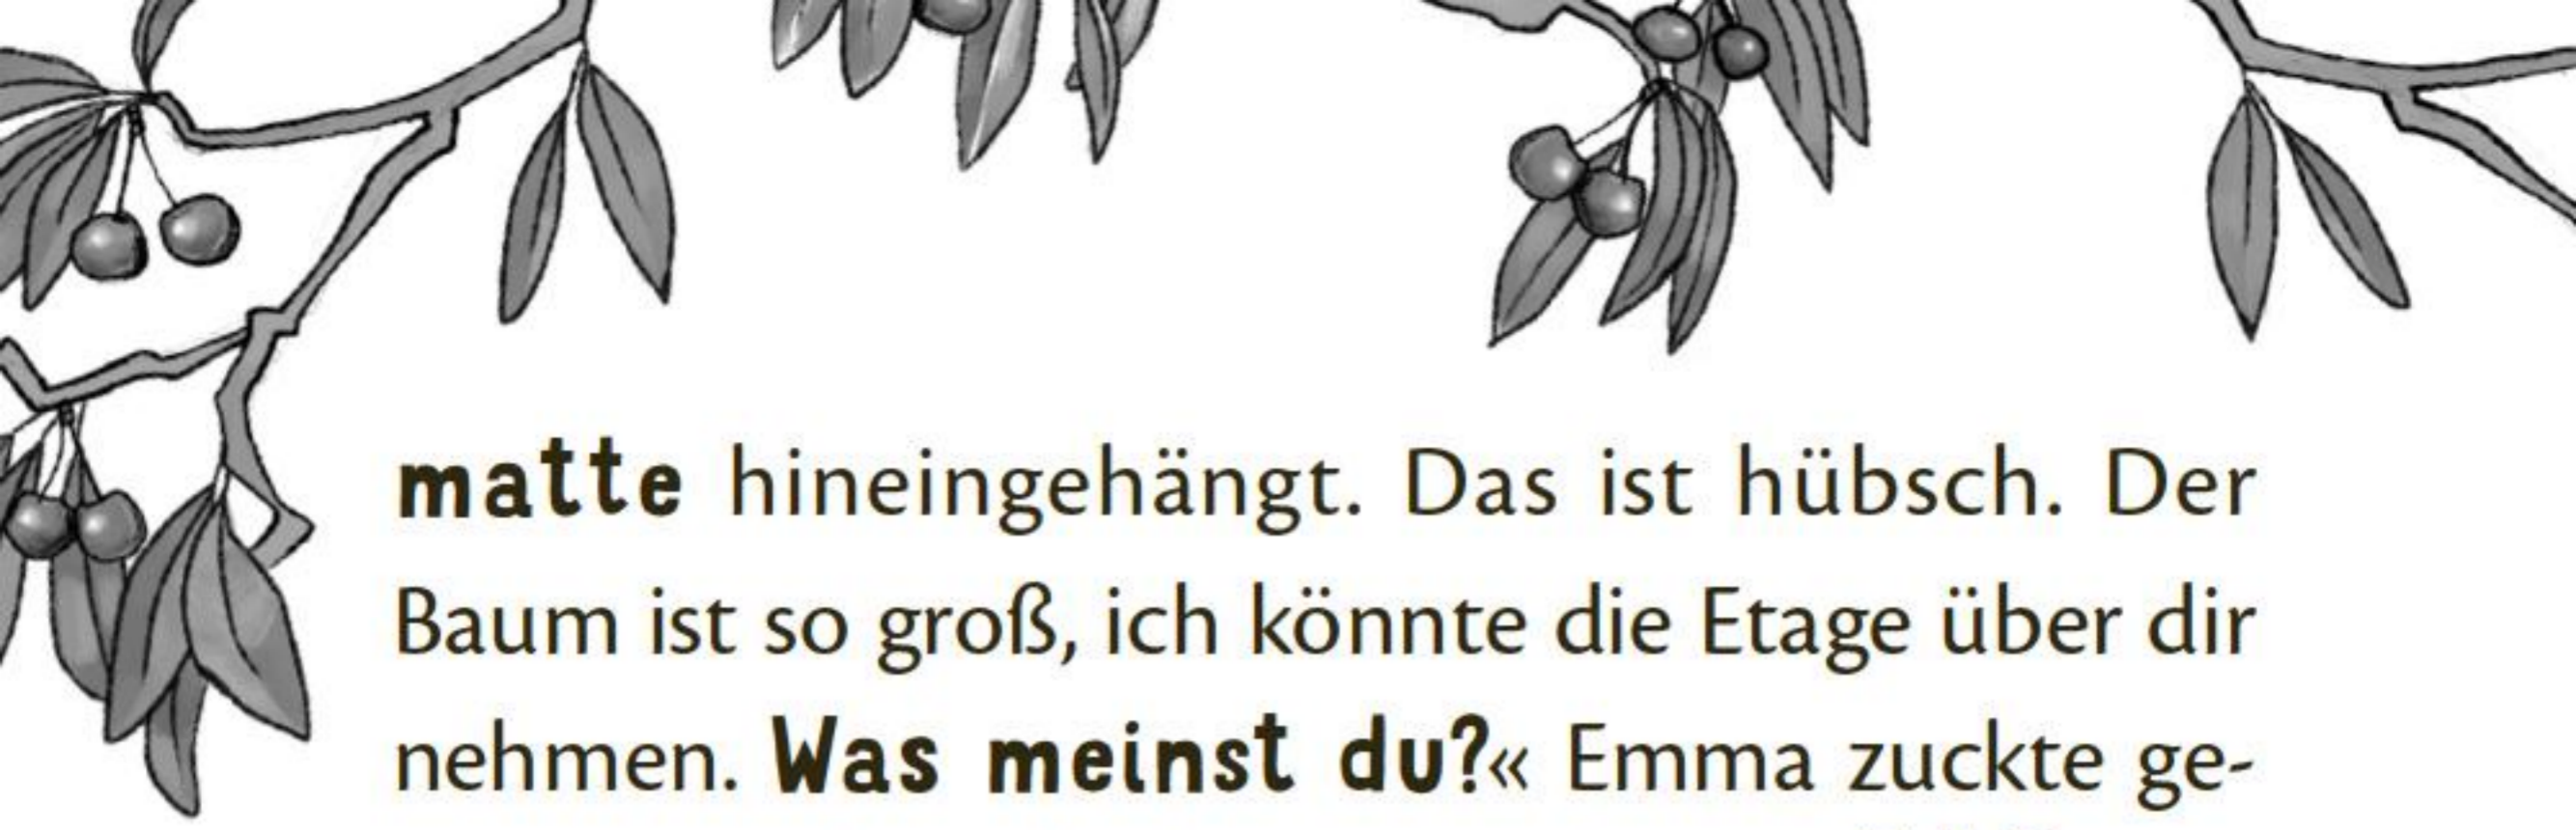 matte hineingehängt. Das ist hübsch. Der
Baum ist so groß, ich könnte die Etage über dir
nehmen. Was meinst du?« Emma zuckte ge-